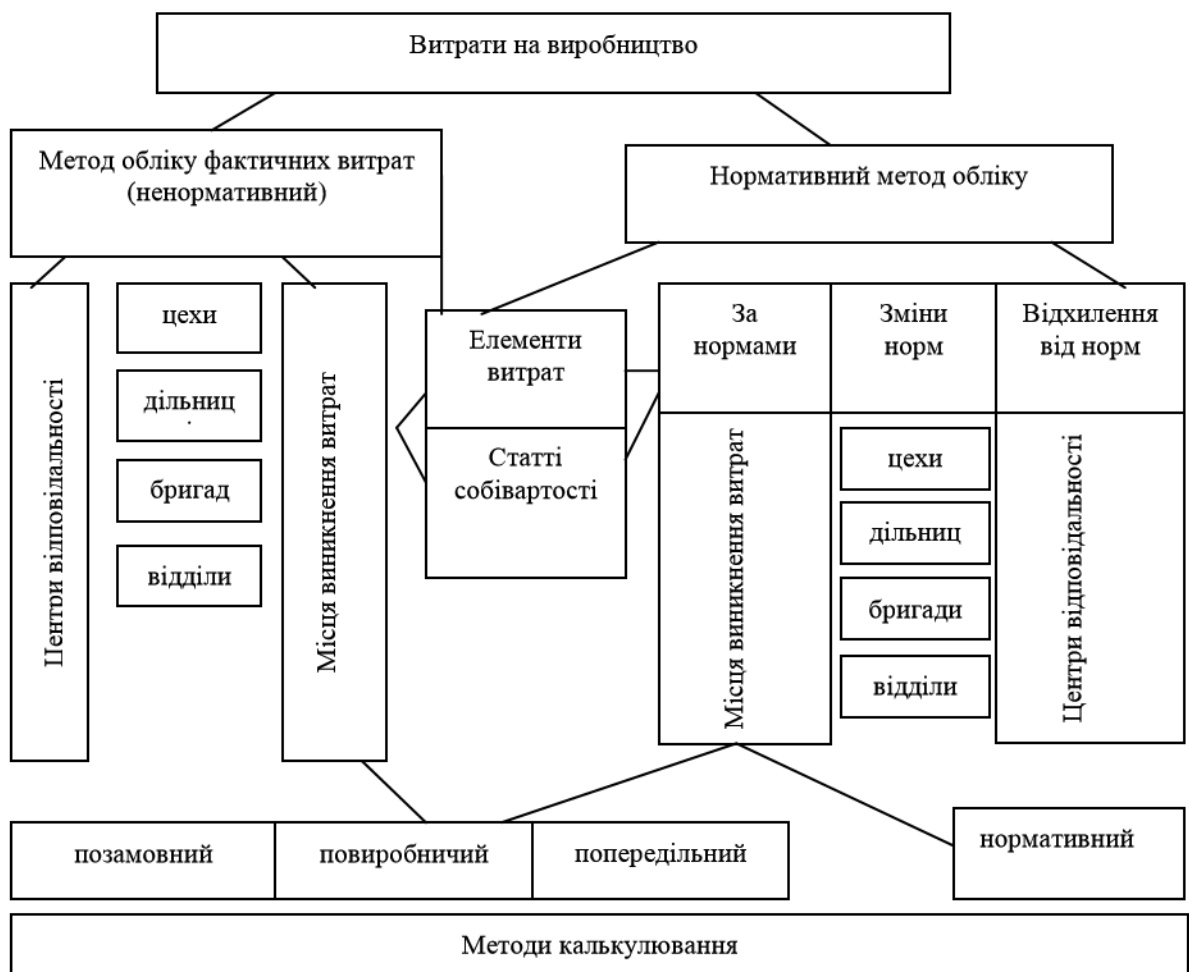 Витрати на виробництво
Метод обліку фактичних витрат
(ненормативний)
Нормативний метод обліку
Центри відповідальності
цехи
дільниц
бригад
відділи
Місця виникнення витрат
Елементи
витрат
Статті
собівартості
За
нормами
Зміни
норм
Відхилення
від норм
Місця виникнення витрат
цехи
дільниц
бригади
відділи
Центри відповідальності
позамовний
повиробничий
попередільний
нормативний
Методи калькулювання